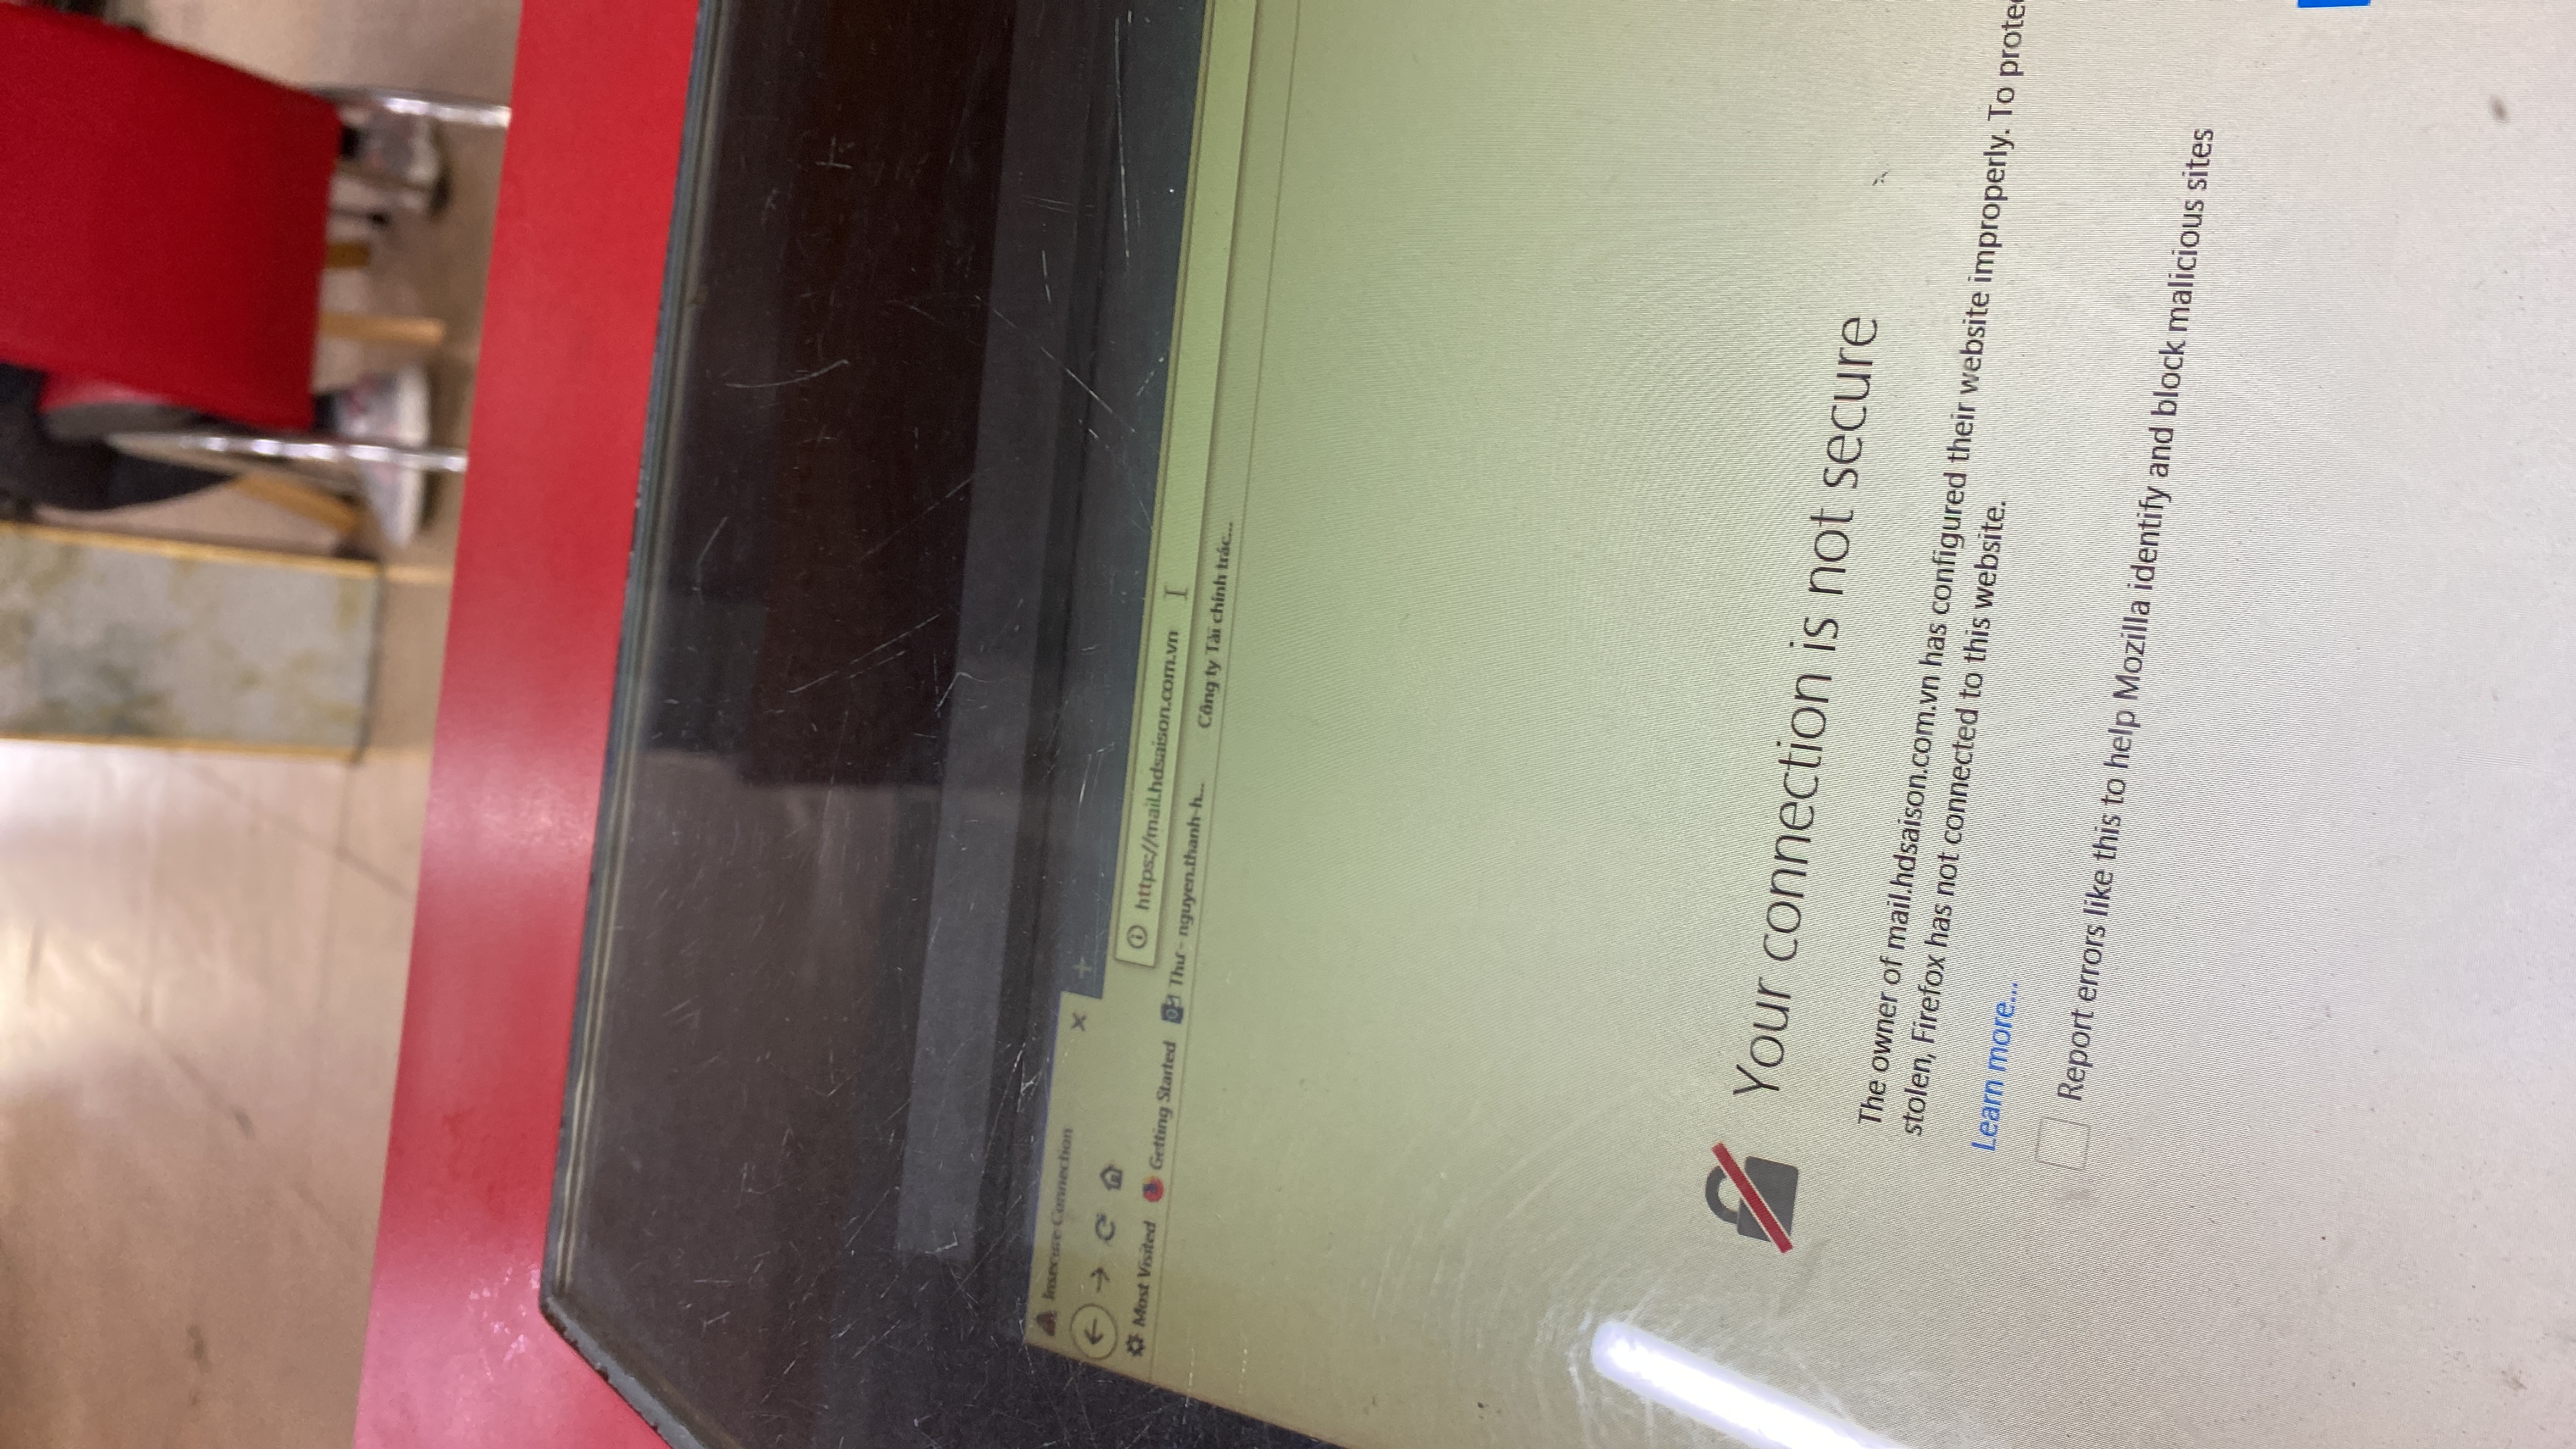 Insecure Connection
https://mail.hdsaison.com.vn
Most Visited
Getting Started
Thư - nguyen.thanh-h...
Công ty Tài chính trác...
Your connection is not secure
The owner of mail.hdsaison.com.vn has configured their website improperly. To protec
stolen, Firefox has not connected to this website.
Learn more...
Report errors like this to help Mozilla identify and block malicious sites